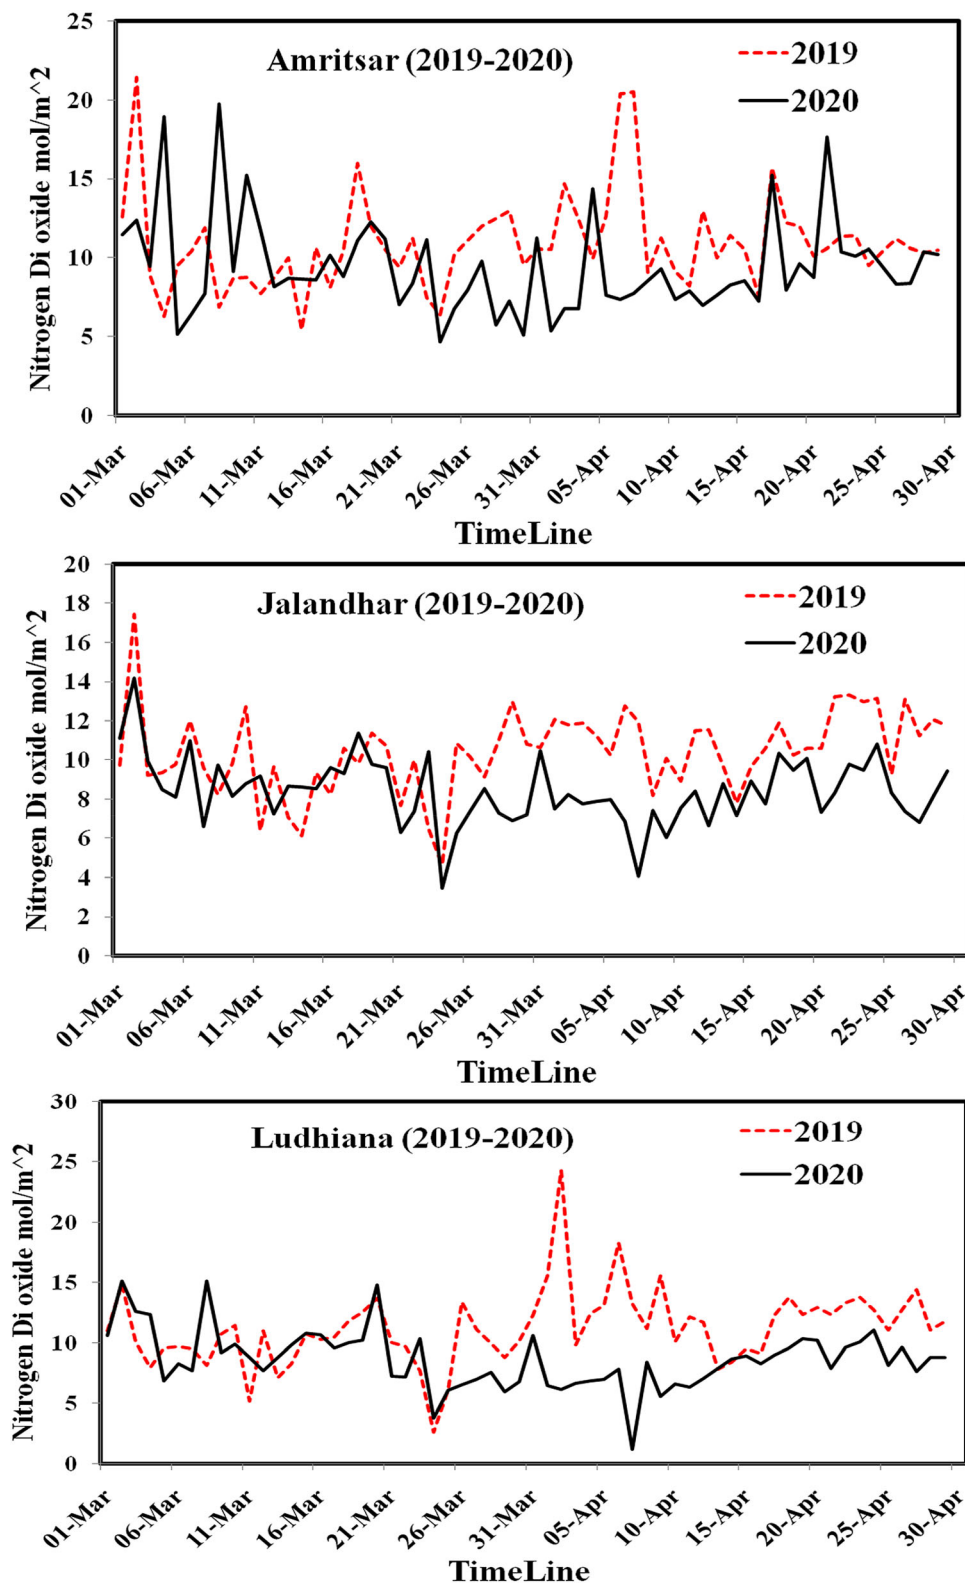 Amritsar (2019-2020)
2019
2020
Nitrogen Di oxide mol/m^2
25
20
15
10
5
0
01-Mar
06-Mar
11-Mar
16-Mar
21-Mar
26-Mar
31-Mar
05-Apr
10-Apr
15-Apr
20-Apr
25-Apr
30-Apr
TimeLine
Jalandhar (2019-2020)
2019
2020
Nitrogen Di oxide mol/m^2
20
18
16
14
12
10
8
6
4
2
0
01-Mar
06-Mar
11-Mar
16-Mar
21-Mar
26-Mar
31-Mar
05-Apr
10-Apr
15-Apr
20-Apr
25-Apr
30-Apr
TimeLine
Ludhiana (2019-2020)
2019
2020
Nitrogen Di oxide mol/m^2
30
25
20
15
10
5
0
01-Mar
06-Mar
11-Mar
16-Mar
21-Mar
26-Mar
31-Mar
05-Apr
10-Apr
15-Apr
20-Apr
25-Apr
30-Apr
TimeLine